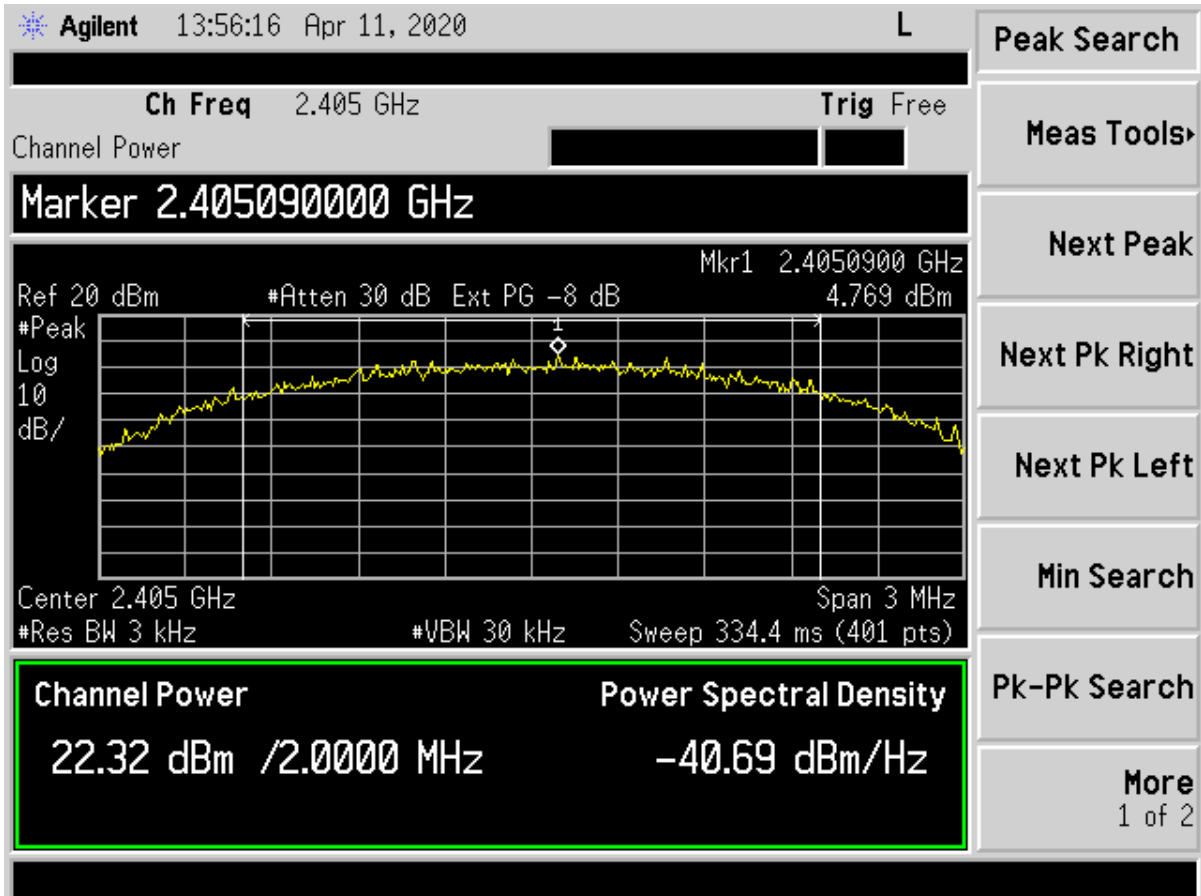 Agilent 13:56:16 Apr 11, 2020 L
Ch Freq 2.405 GHz Trig Free
Channel Power
Marker 2.405090000 GHz
Mkr1 2.4050900 GHz
Ref 20 dBm #Atten 30 dB Ext PG -8 dB 4.769 dBm
#Peak
Log
10
dB/
1
Center 2.405 GHz Span 3 MHz
#Res BW 3 kHz #VBW 30 kHz Sweep 334.4 ms (401 pts)
Channel Power Power Spectral Density
22.32 dBm /2.0000 MHz -40.69 dBm/Hz
Peak Search
Meas Tools
Next Peak
Next Pk Right
Next Pk Left
Min Search
Pk-Pk Search
More
1 of 2